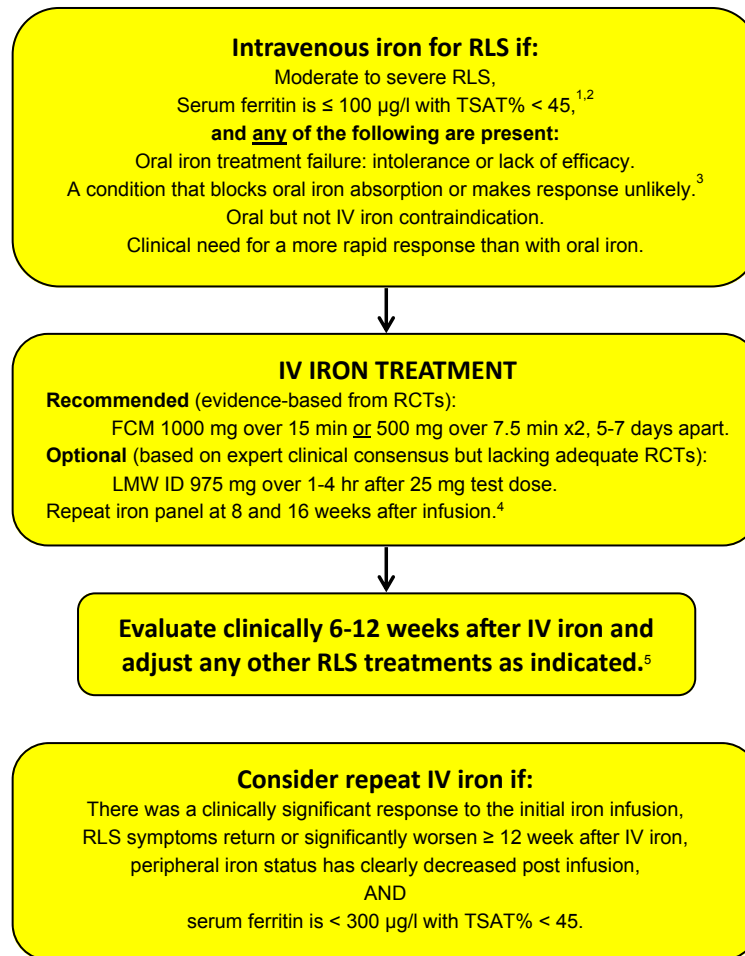 Intravenous iron for RLS if:
Moderate to severe RLS,
Serum ferritin is ≤ 100 µg/l with TSAT% < 45,1,2
and any of the following are present:
Oral iron treatment failure: intolerance or lack of efficacy.
A condition that blocks oral iron absorption or makes response unlikely.3
Oral but not IV iron contraindication.
Clinical need for a more rapid response than with oral iron.
IV IRON TREATMENT
Recommended (evidence-based from RCTs):
FCM 1000 mg over 15 min or 500 mg over 7.5 min x2, 5-7 days apart.
Optional (based on expert clinical consensus but lacking adequate RCTs):
LMW ID 975 mg over 1-4 hr after 25 mg test dose.
Repeat iron panel at 8 and 16 weeks after infusion.4
Evaluate clinically 6-12 weeks after IV iron and
adjust any other RLS treatments as indicated.5
Consider repeat IV iron if:
There was a clinically significant response to the initial iron infusion,
RLS symptoms return or significantly worsen ≥ 12 week after IV iron,
peripheral iron status has clearly decreased post infusion,
AND
serum ferritin is < 300 µg/l with TSAT% < 45.